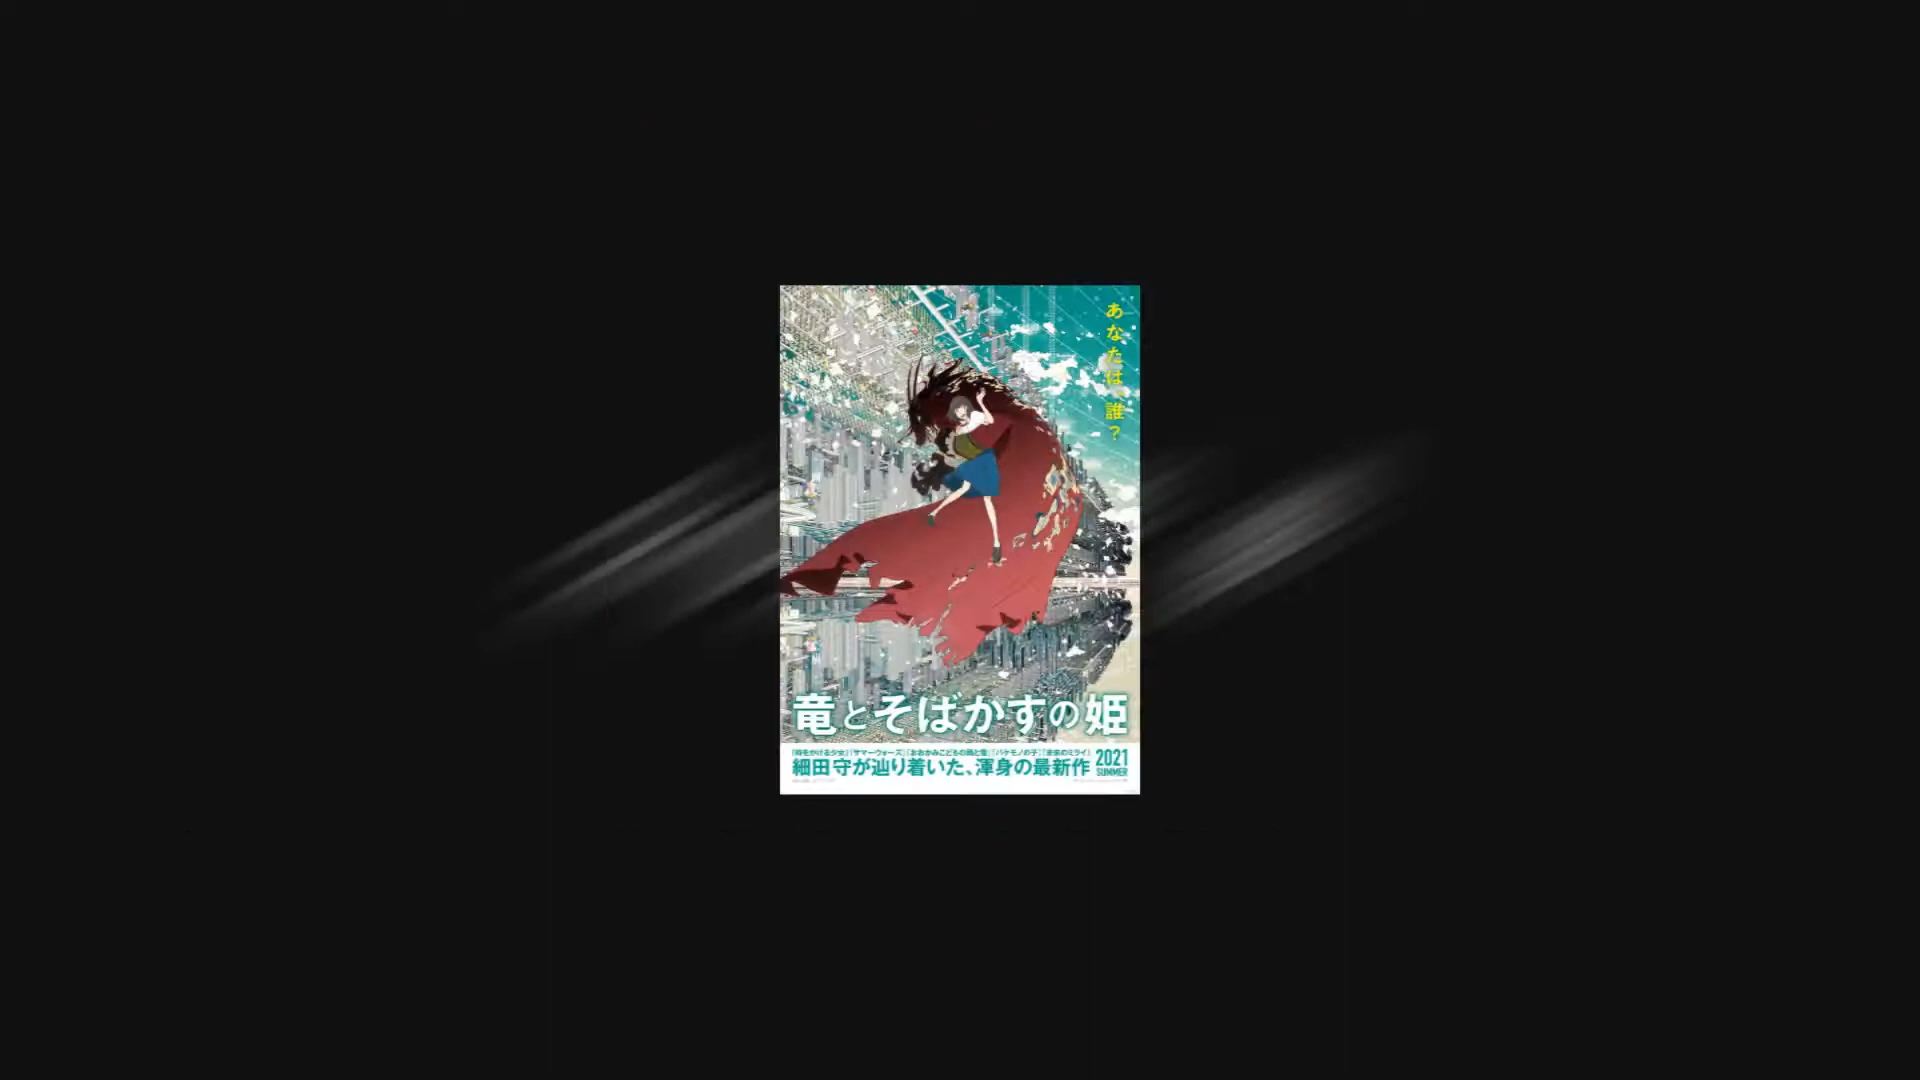 あなたは、誰？
竜とそばかすの姫
「時をかける少女」「サマーウォーズ」「おおかみこどもの雨と雪」「バケモノの子」「未来のミライ」
細田守が辿り着いた、渾身の最新作
2021
SUMMER